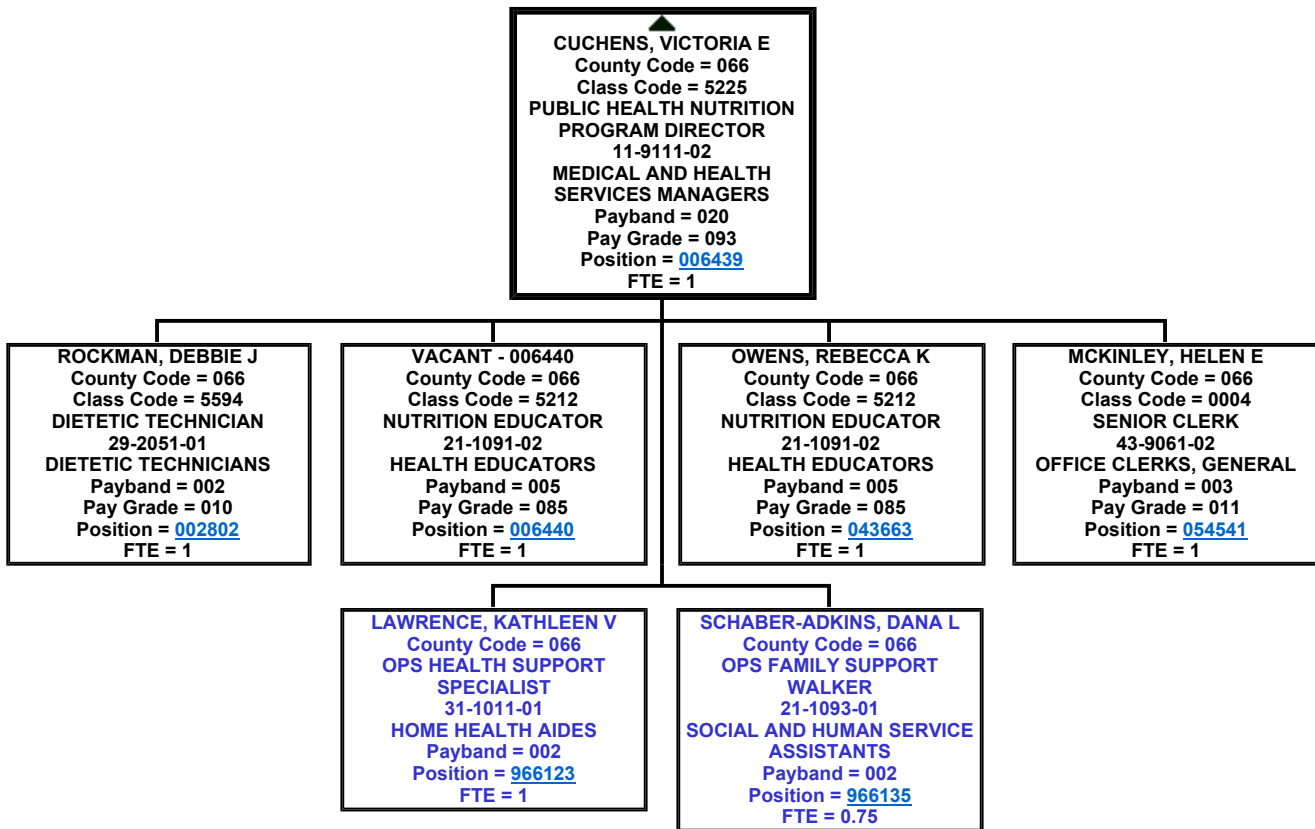 CUCHENS, VICTORIA E
County Code = 066
Class Code = 5225
PUBLIC HEALTH NUTRITION
PROGRAM DIRECTOR
11-9111-02
MEDICAL AND HEALTH
SERVICES MANAGERS
Payband = 020
Pay Grade = 093
Position = 006439
FTE = 1
ROCKMAN, DEBBIE J
County Code = 066
Class Code = 5594
DIETETIC TECHNICIAN
29-2051-01
DIETETIC TECHNICIANS
Payband = 002
Pay Grade = 010
Position = 002802
FTE = 1
VACANT - 006440
County Code = 066
Class Code = 5212
NUTRITION EDUCATOR
21-1091-02
HEALTH EDUCATORS
Payband = 005
Pay Grade = 085
Position = 006440
FTE = 1
OWENS, REBECCA K
County Code = 066
Class Code = 5212
NUTRITION EDUCATOR
21-1091-02
HEALTH EDUCATORS
Payband = 005
Pay Grade = 085
Position = 043663
FTE = 1
MCKINLEY, HELEN E
County Code = 066
Class Code = 0004
SENIOR CLERK
43-9061-02
OFFICE CLERKS, GENERAL
Payband = 003
Pay Grade = 011
Position = 054541
FTE = 1
LAWRENCE, KATHLEEN V
County Code = 066
OPS HEALTH SUPPORT
SPECIALIST
31-1011-01
HOME HEALTH AIDES
Payband = 002
Position = 966123
FTE = 1
SCHABER-ADKINS, DANA L
County Code = 066
OPS FAMILY SUPPORT
WALKER
21-1093-01
SOCIAL AND HUMAN SERVICE
ASSISTANTS
Payband = 002
Position = 966135
FTE = 0.75